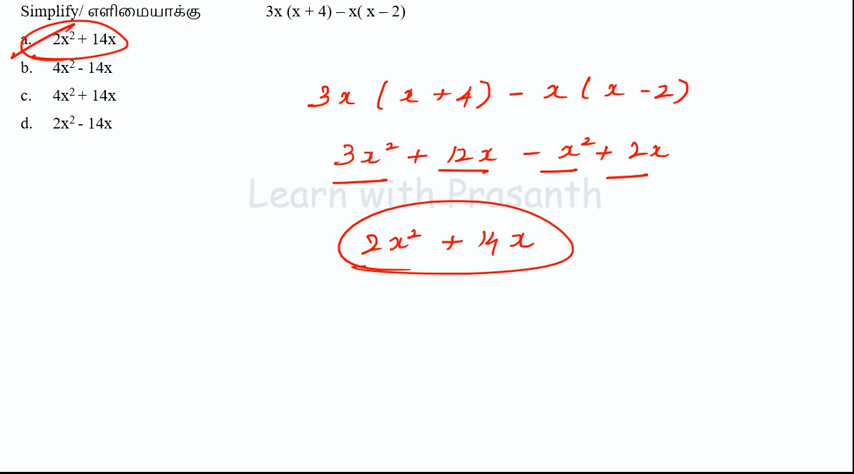 Simplify/ எளிமையாக்கு 3x (x + 4) – x( x – 2)
a. 2x² + 14x
b. 4x² - 14x
c. 4x² + 14x
d. 2x² - 14x
3x (x + 4) - x (x - 2)
3x² + 12x - x² + 2x
Learn with Prasanth
2x² + 14x